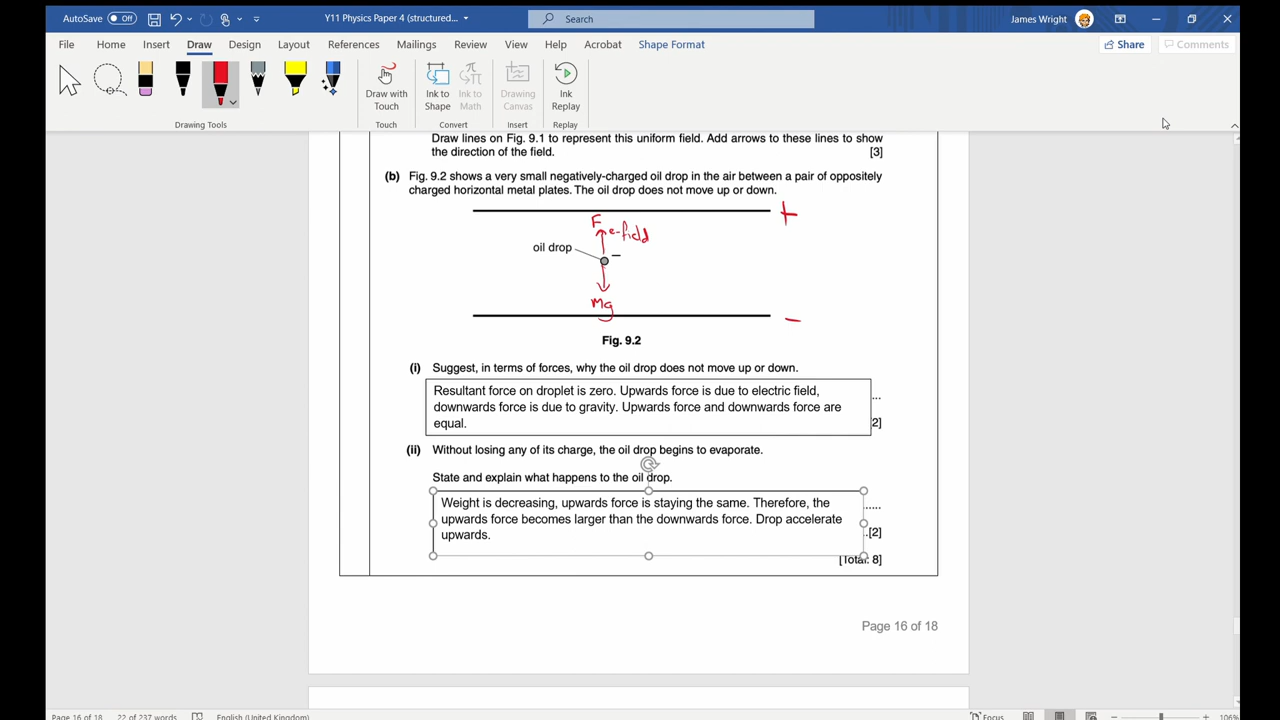 AutoSave Off
Y11 Physics Paper 4 (structured...
Search
James Wright
File Home Insert Draw Design Layout References Mailings Review View Help Acrobat Shape Format
Share Comments
Draw with Touch
Ink to Shape
Ink to Math
Drawing Canvas
Ink Replay
Drawing Tools Touch Convert Insert Replay
Draw lines on Fig. 9.1 to represent this uniform field. Add arrows to these lines to show
the direction of the field. [3]
(b) Fig. 9.2 shows a very small negatively-charged oil drop in the air between a pair of oppositely
charged horizontal metal plates. The oil drop does not move up or down.
+
F
e-field
oil drop
–
Mg
–
Fig. 9.2
(i) Suggest, in terms of forces, why the oil drop does not move up or down.
Resultant force on droplet is zero. Upwards force is due to electric field,
downwards force is due to gravity. Upwards force and downwards force are
equal.
...
2]
(ii) Without losing any of its charge, the oil drop begins to evaporate.
State and explain what happens to the oil drop.
Weight is decreasing, upwards force is staying the same. Therefore, the
upwards force becomes larger than the downwards force. Drop accelerate
upwards.
......
.[2]
[Total: 8]
Page 16 of 18
Page 16 of 18 22 of 237 words English (United Kingdom) Focus 106%